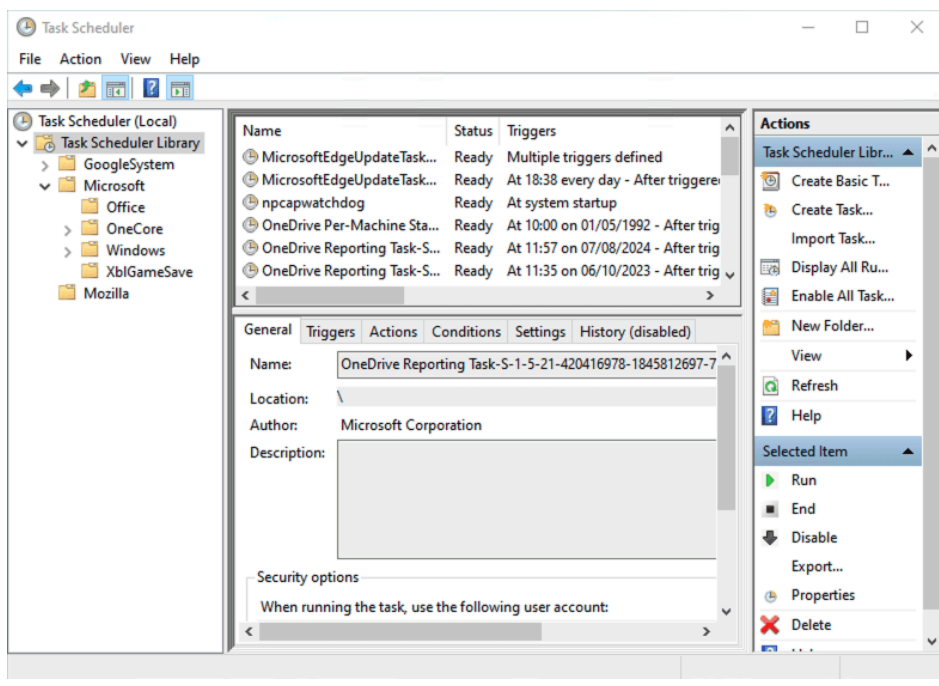 Task Scheduler
File Action View Help
Task Scheduler (Local)
Task Scheduler Library
GoogleSystem
Microsoft
Office
OneCore
Windows
XblGameSave
Mozilla
Name Status Triggers
MicrosoftEdgeUpdateTask... Ready Multiple triggers defined
MicrosoftEdgeUpdateTask... Ready At 18:38 every day - After triggered
npcapwatchdog Ready At system startup
OneDrive Per-Machine Sta... Ready At 10:00 on 01/05/1992 - After trig
OneDrive Reporting Task-S... Ready At 11:57 on 07/08/2024 - After trig
OneDrive Reporting Task-S... Ready At 11:35 on 06/10/2023 - After trig
General Triggers Actions Conditions Settings History (disabled)
Name: OneDrive Reporting Task-S-1-5-21-420416978-1845812697-7
Location: \
Author: Microsoft Corporation
Description:
Security options
When running the task, use the following user account:
Actions
Task Scheduler Libr...
Create Basic T...
Create Task...
Import Task...
Display All Ru...
Enable All Task...
New Folder...
View
Refresh
Help
Selected Item
Run
End
Disable
Export...
Properties
Delete